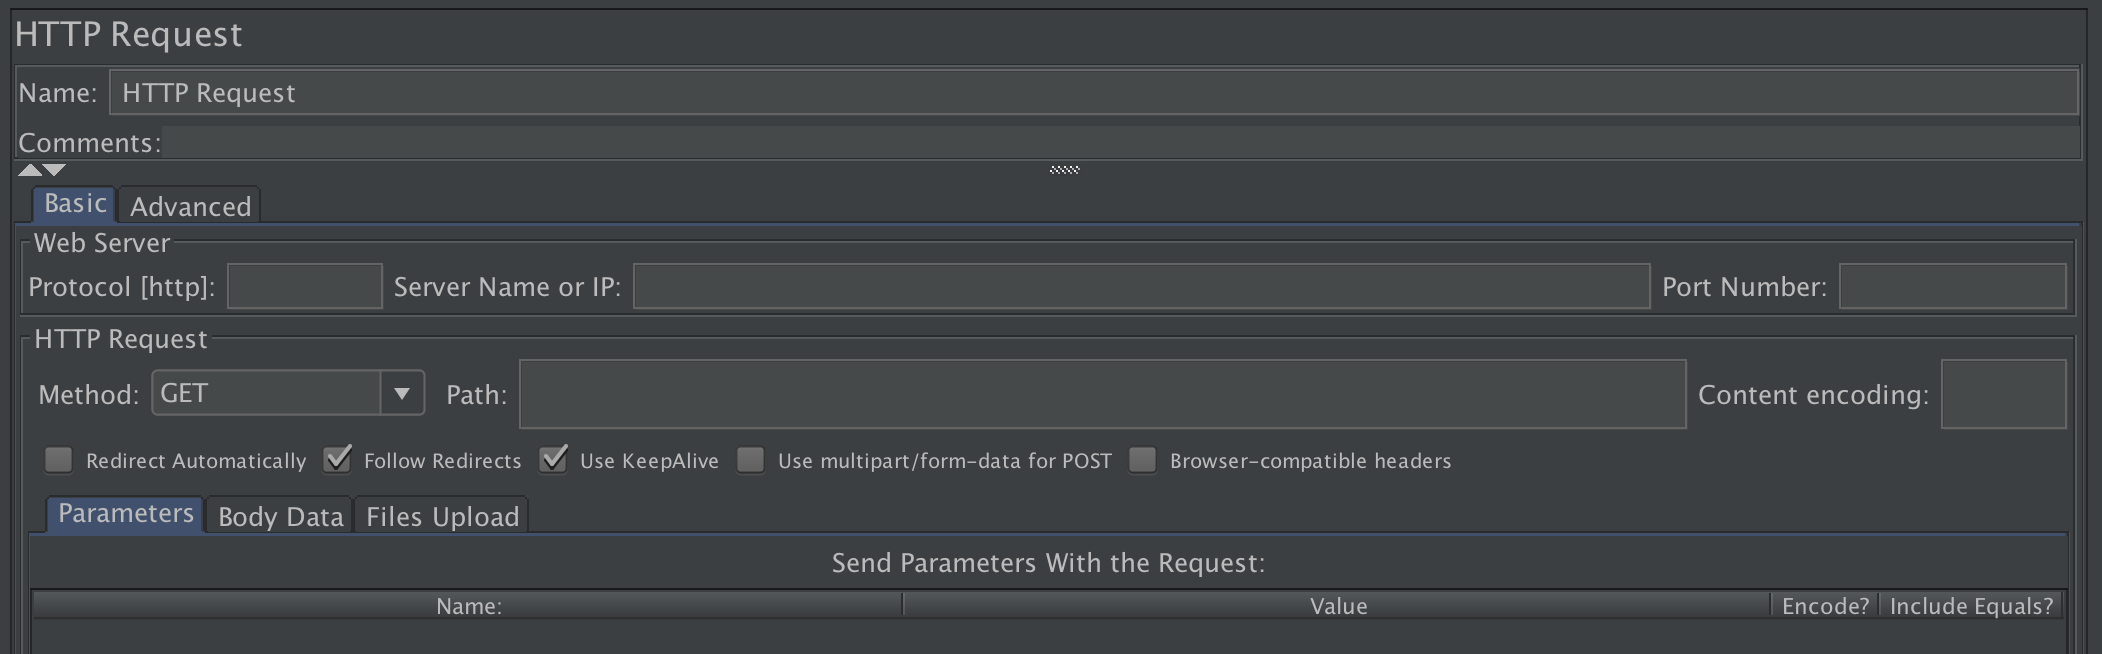 HTTP Request
Name: HTTP Request
Comments:
Basic Advanced
Web Server
Protocol [http]: Server Name or IP: Port Number:
HTTP Request
Method: GET Path: Content encoding:
Redirect Automatically Follow Redirects Use KeepAlive Use multipart/form-data for POST Browser-compatible headers
Parameters Body Data Files Upload
Send Parameters With the Request:
Name: Value Encode? Include Equals?